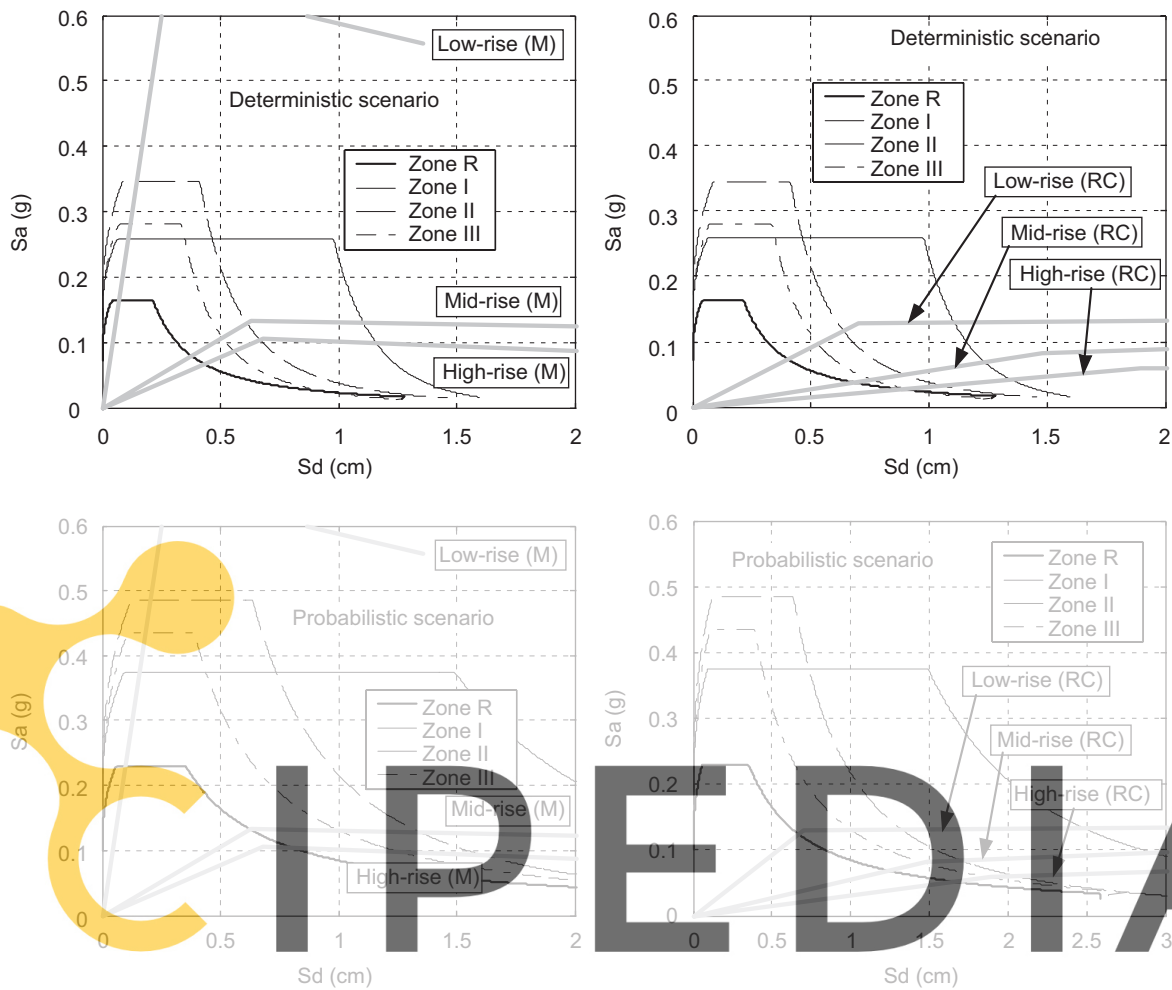 0.6
0.5
0.4
0.3
0.2
0.1
0
Sa (g)
Low-rise (M)
Deterministic scenario
Zone R
Zone I
Zone II
Zone III
Mid-rise (M)
High-rise (M)
0 0.5 1 1.5 2
Sd (cm)
0.6
0.5
0.4
0.3
0.2
0.1
0
Sa (g)
Deterministic scenario
Zone R
Zone I
Zone II
Zone III
Low-rise (RC)
Mid-rise (RC)
High-rise (RC)
0 0.5 1 1.5 2
Sd (cm)
0.6
0.5
0.4
0.3
0.2
0.1
0
Sa (g)
Low-rise (M)
Probabilistic scenario
Zone R
Zone I
Zone II
Zone III
Mid-rise (M)
High-rise (M)
0 0.5 1 1.5 2
Sd (cm)
0.6
0.5
0.4
0.3
0.2
0.1
0
Sa (g)
Probabilistic scenario
Zone R
Zone I
Zone II
Zone III
Low-rise (RC)
Mid-rise (RC)
High-rise (RC)
0 0.5 1 1.5 2 2.5 3
Sd (cm)
CIPEDIA